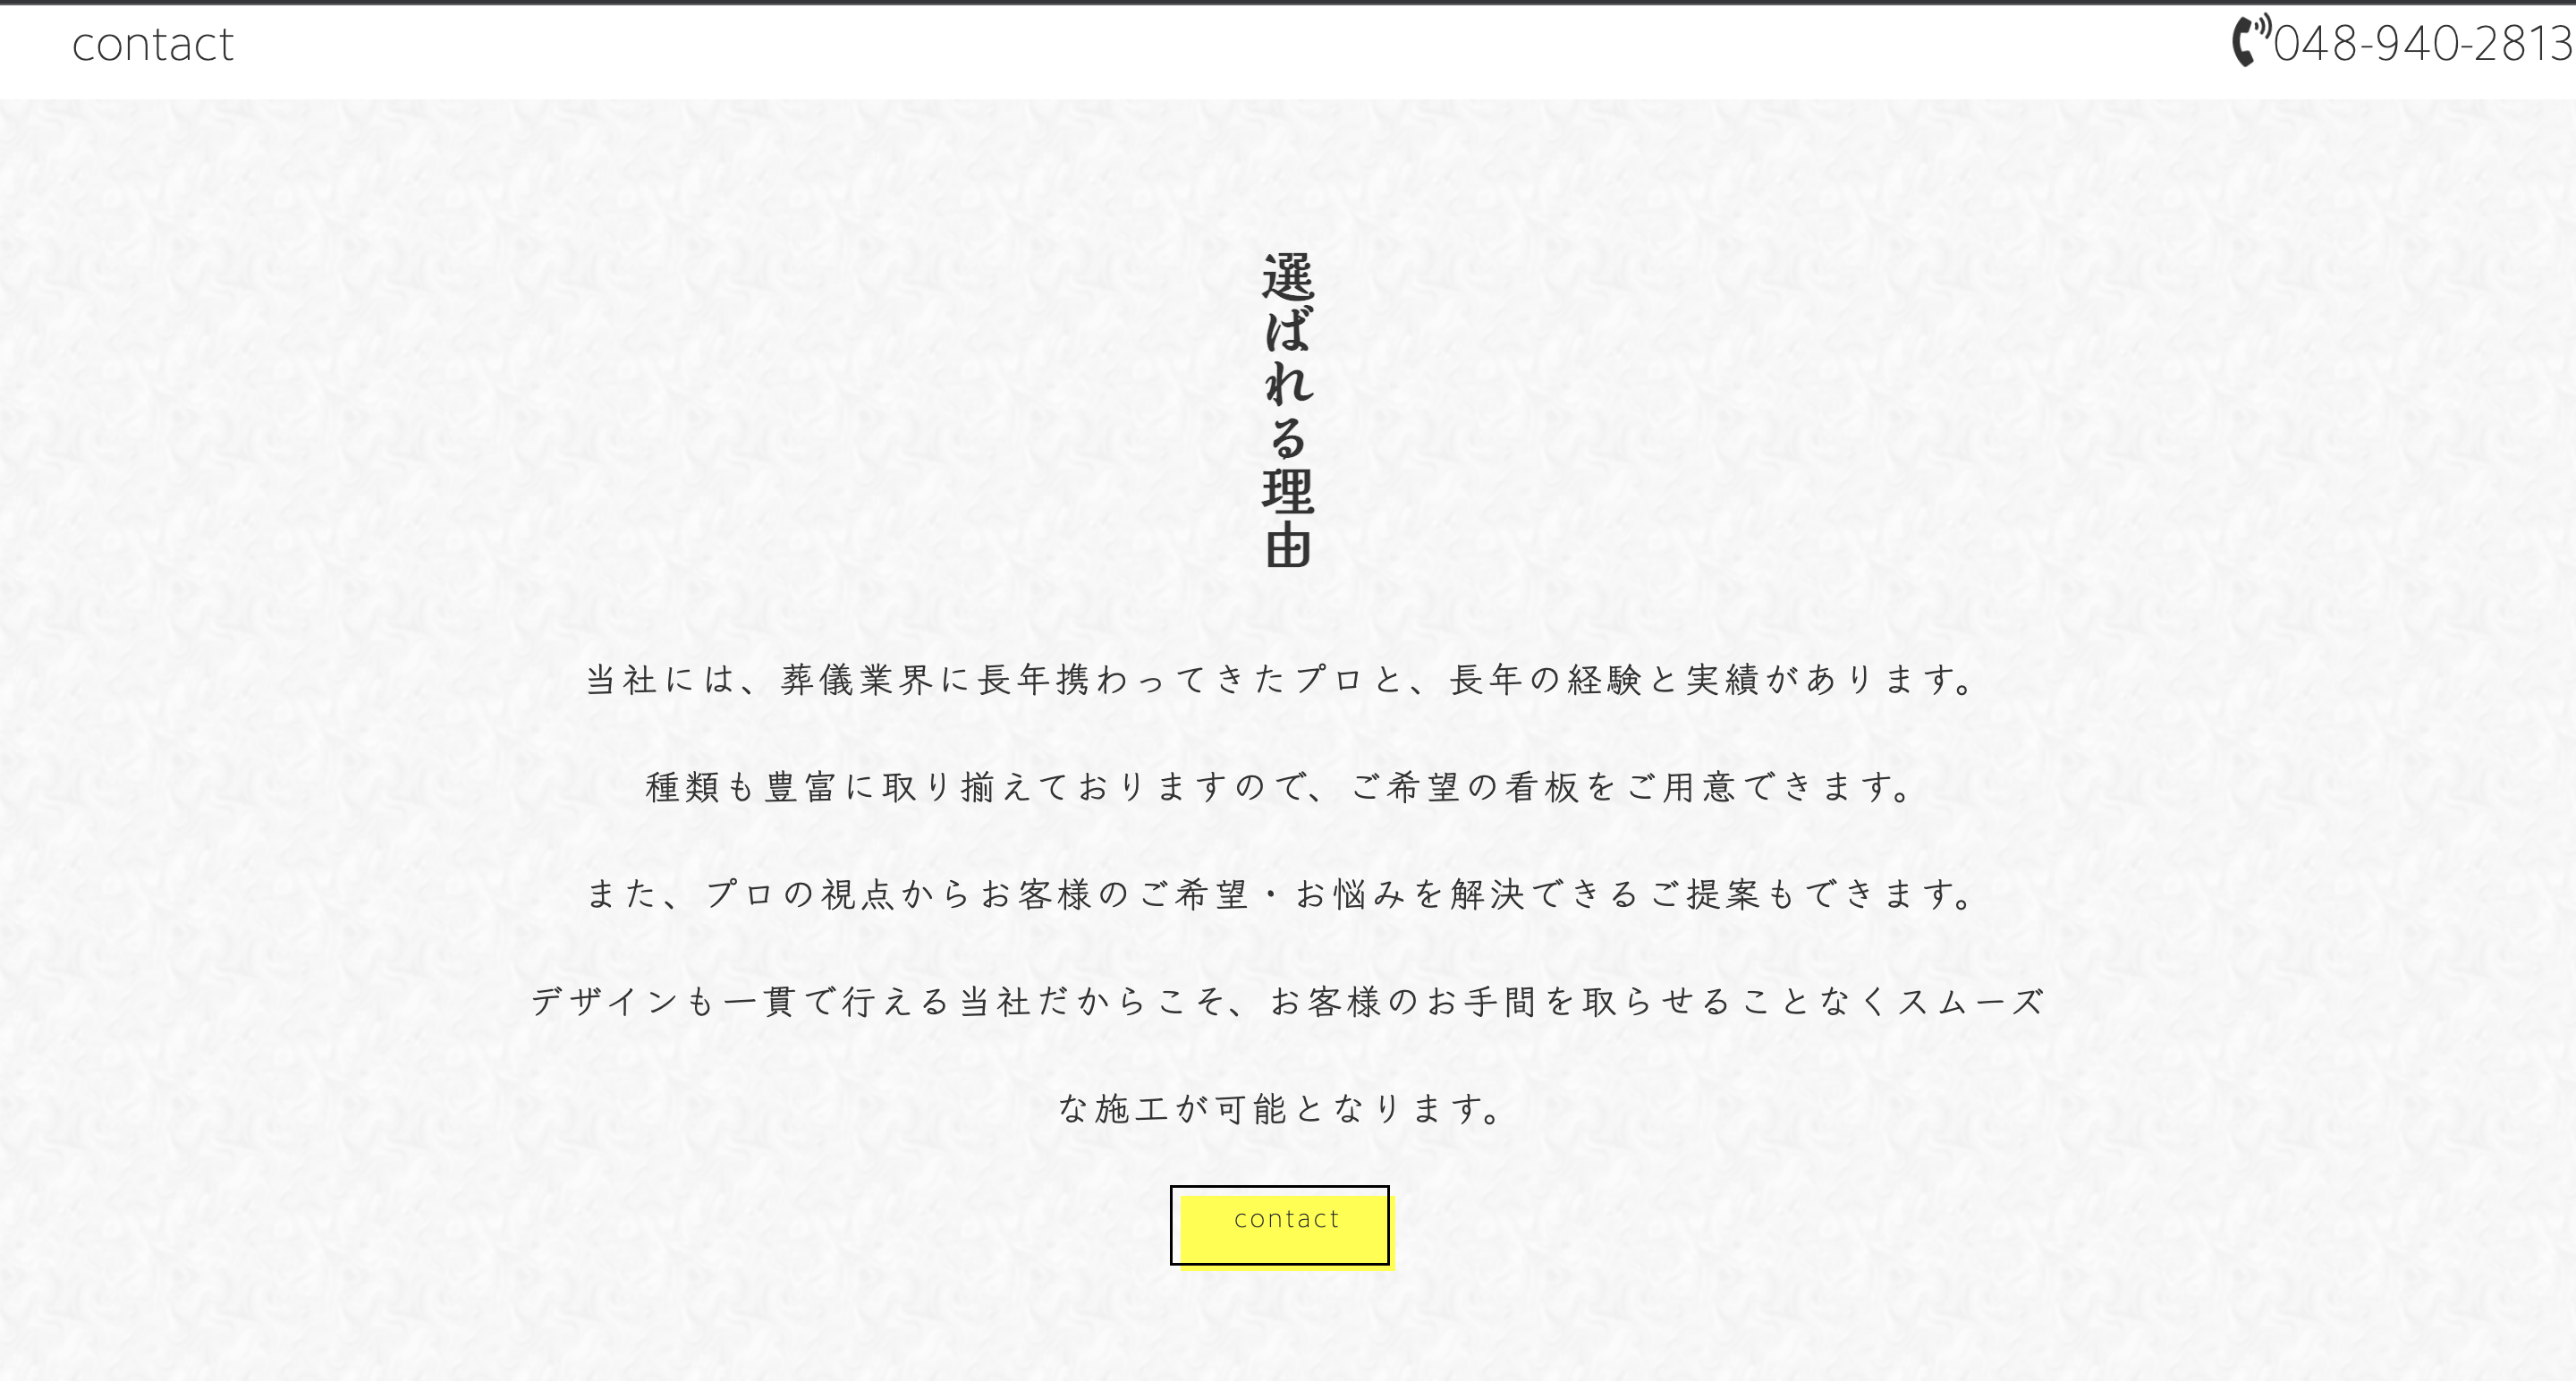 contact
048-940-2813
選ばれる理由
当社には、葬儀業界に長年携わってきたプロと、長年の経験と実績があります。
種類も豊富に取り揃えておりますので、ご希望の看板をご用意できます。
また、プロの視点からお客様のご希望・お悩みを解決できるご提案もできます。
デザインも一貫で行える当社だからこそ、お客様のお手間を取らせることなくスムーズ
な施工が可能となります。
contact